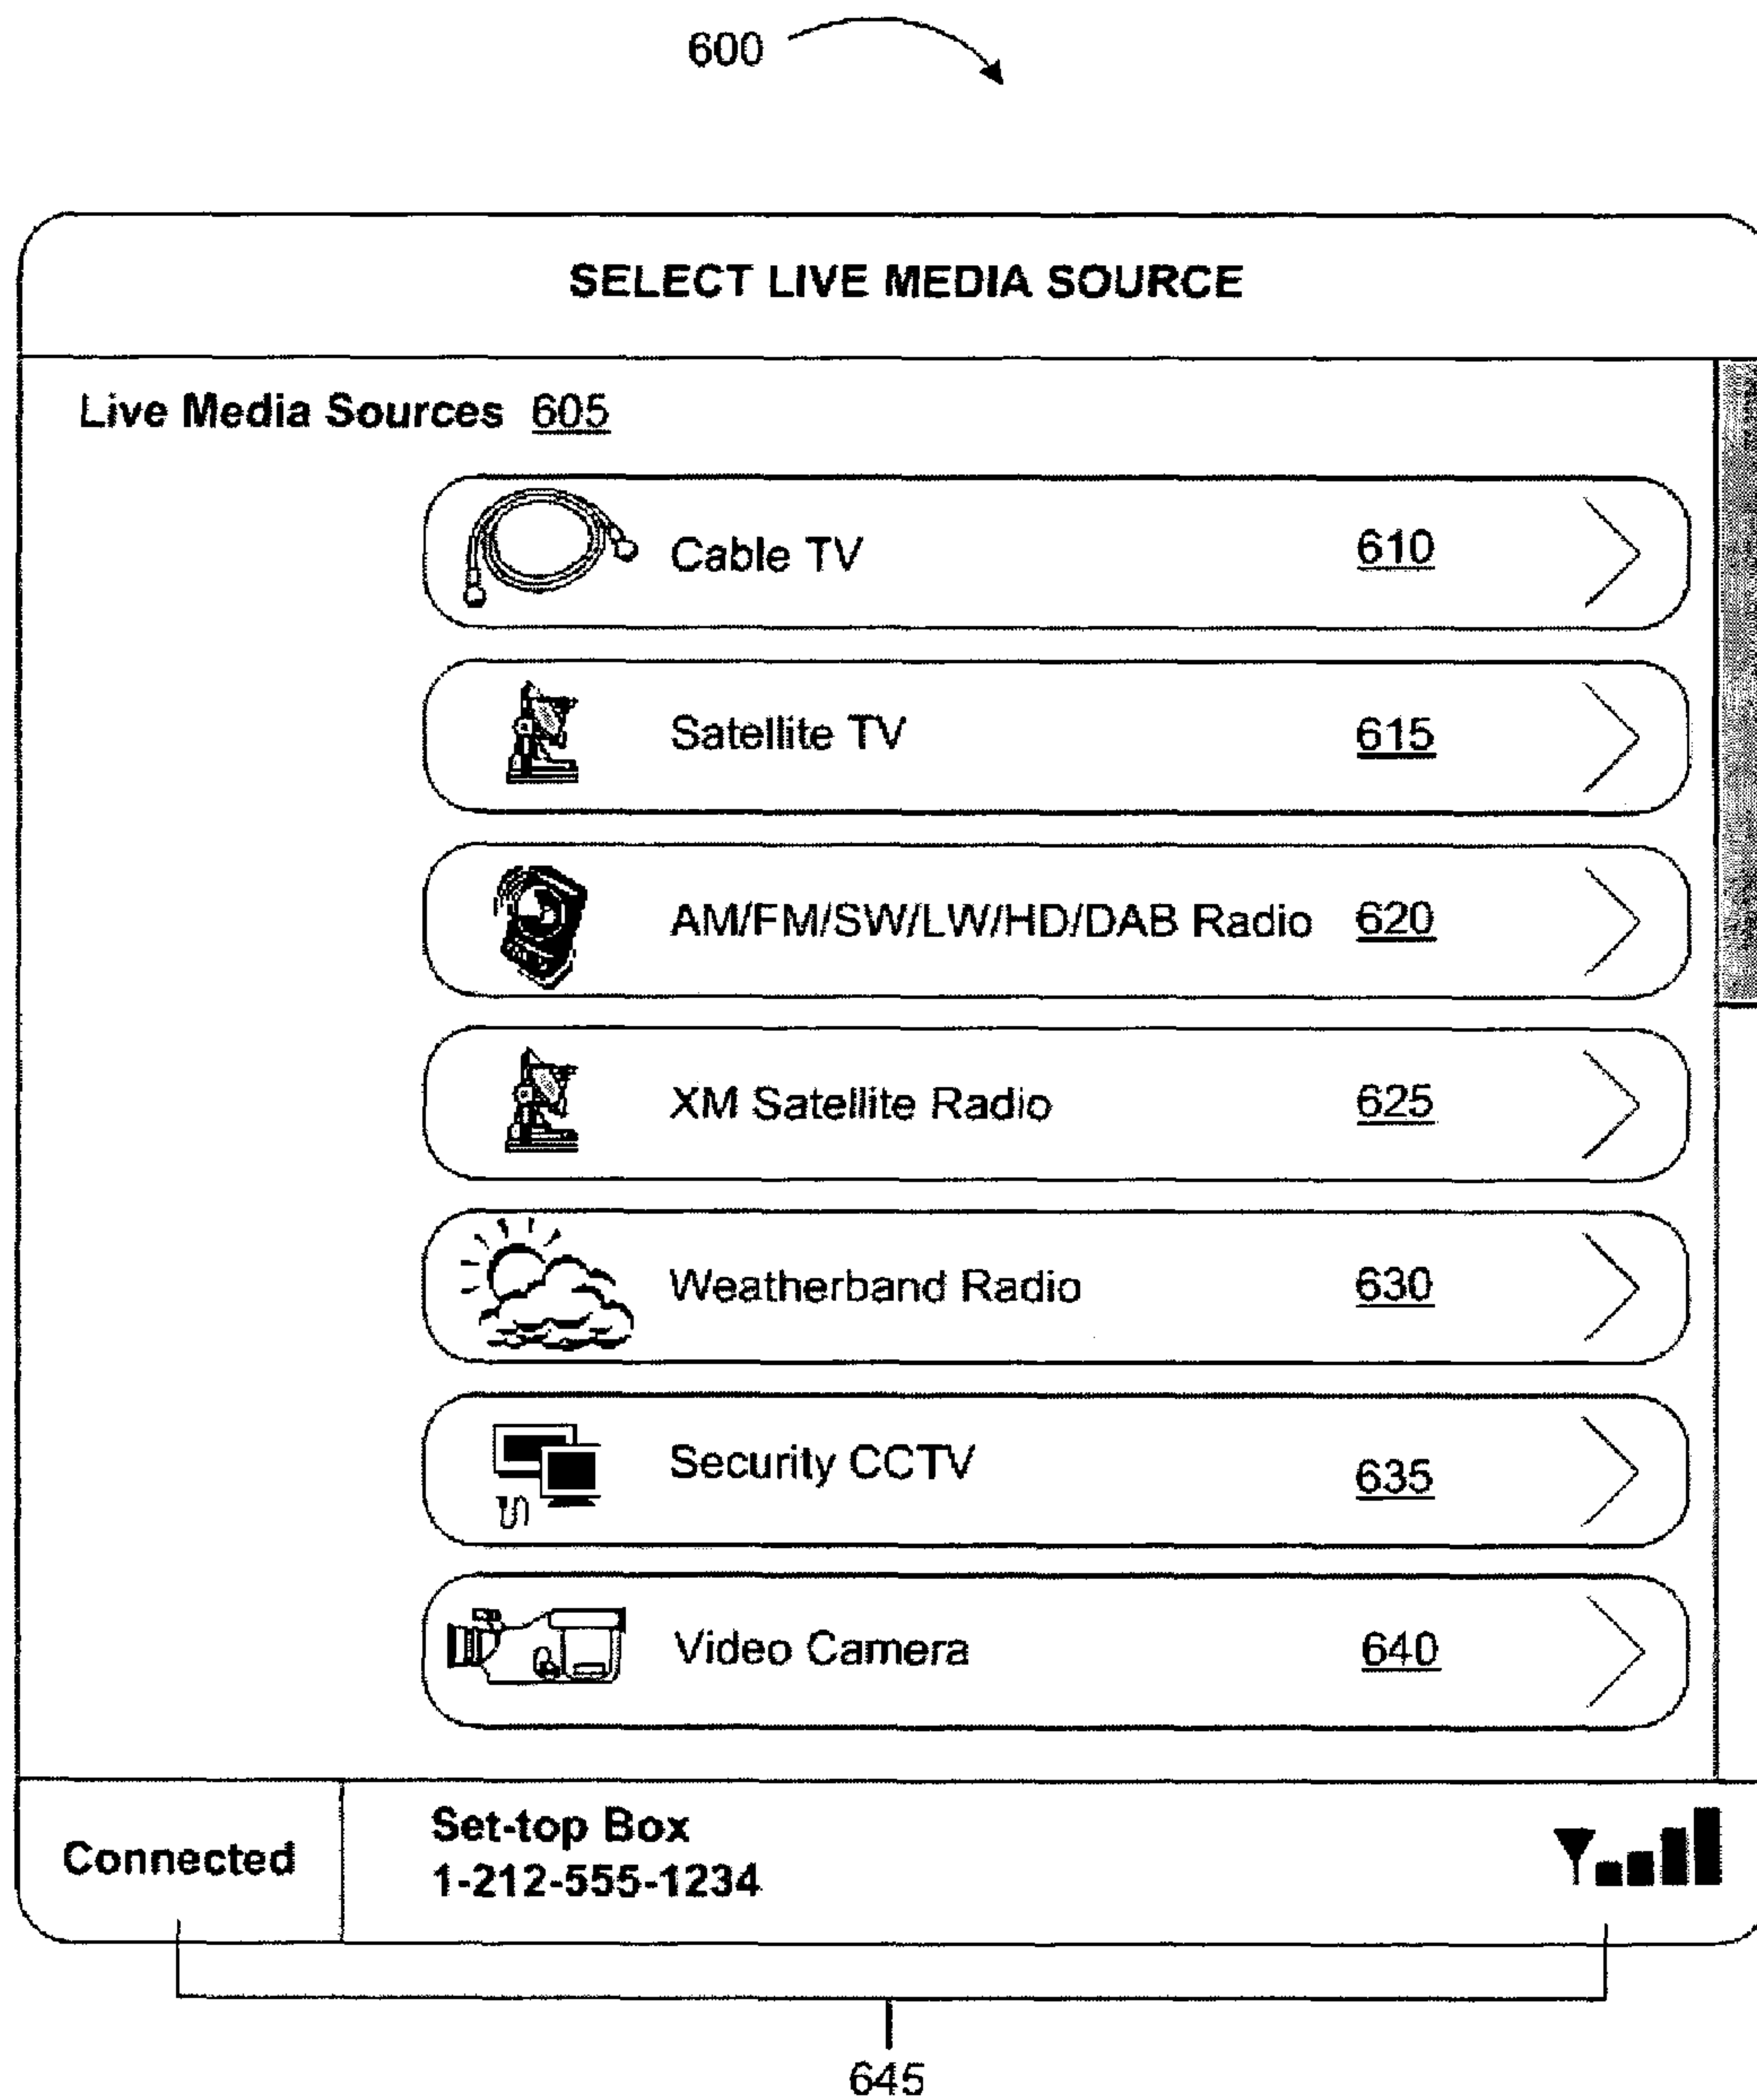 600
SELECT LIVE MEDIA SOURCE
Live Media Sources 605
Cable TV 610
Satellite TV 615
AM/FM/SW/LW/HD/DAB Radio 620
XM Satellite Radio 625
Weatherband Radio 630
Security CCTV 635
Video Camera 640
Connected
Set-top Box
1-212-555-1234
645